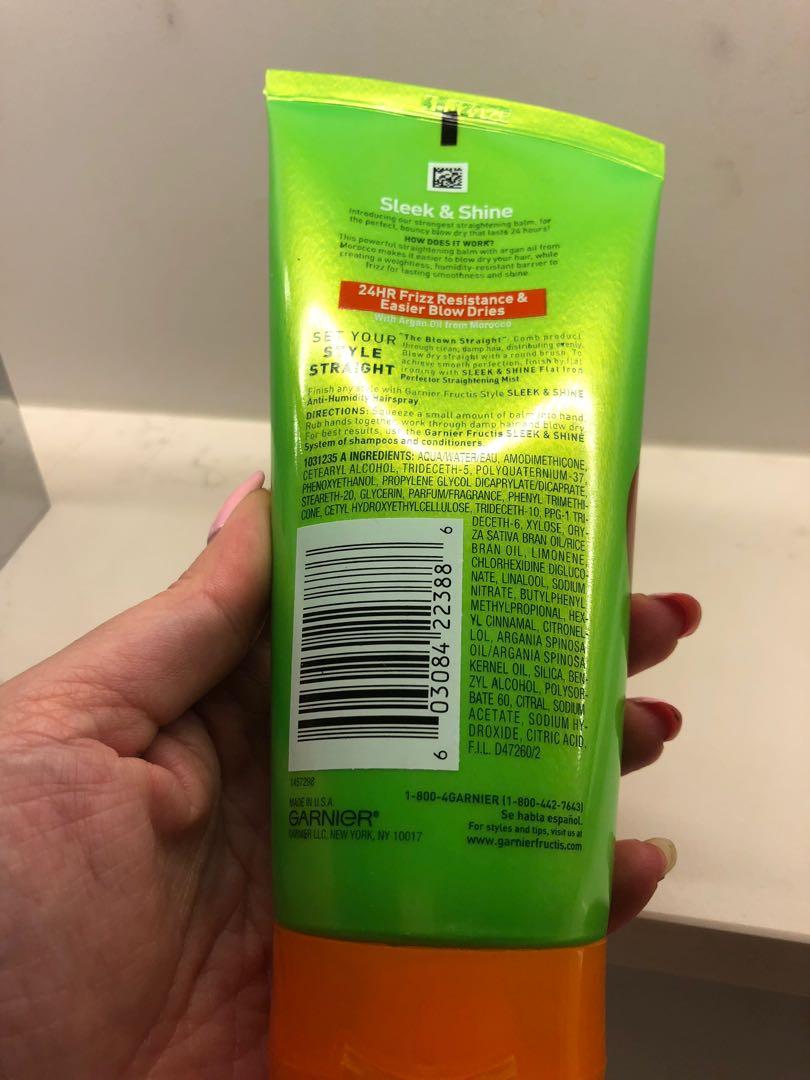 Sleek & Shine
Introducing our strongest straightening balm, for
the perfect, bouncy blow dry that lasts 24 hours!
HOW DOES IT WORK?
This powerful straightening balm with argan oil from
Morocco makes it easier to blow dry your hair, while
creating a weightless, humidity-resistant barrier to
frizz for lasting smoothness and shine.
24HR Frizz Resistance &
Easier Blow Dries
With Argan Oil from Morocco
SET YOUR
STYLE
STRAIGHT
"The Blown Straight": Comb product
through clean, damp hair, distributing evenly.
Blow dry straight with a round brush. To
achieve smooth perfection, finish by flat
ironing with SLEEK & SHINE Flat Iron
Perfector Straightening Mist.
Finish any style with Garnier Fructis Style SLEEK & SHINE
Anti-Humidity Hairspray.
DIRECTIONS: Squeeze a small amount of balm into hand.
Rub hands together, work through damp hair and blow dry.
For best results, use the Garnier Fructis SLEEK & SHINE
System of shampoos and conditioners.
1031235 A INGREDIENTS: AQUA/WATER/EAU, AMODIMETHICONE,
CETEARYL ALCOHOL, TRIDECETH-5, POLYQUATERNIUM-37,
PHENOXYETHANOL, PROPYLENE GLYCOL DICAPRYLATE/DICAPRATE,
STEARETH-20, GLYCERIN, PARFUM/FRAGRANCE, PHENYL TRIMETHI-
CONE, CETYL HYDROXYETHYLCELLULOSE, TRIDECETH-10, PPG-1 TRI-
DECETH-6, XYLOSE, ORY-
ZA SATIVA BRAN OIL/RICE
BRAN OIL, LIMONENE,
CHLORHEXIDINE DIGLUCO-
NATE, LINALOOL, SODIUM
NITRATE, BUTYLPHENYL
METHYLPROPIONAL, HEX-
YL CINNAMAL, CITRONEL-
LOL, ARGANIA SPINOSA
OIL/ARGANIA SPINOSA
KERNEL OIL, SILICA, BEN-
ZYL ALCOHOL, POLYSOR-
BATE 60, CITRAL, SODIUM
ACETATE, SODIUM HY-
DROXIDE, CITRIC ACID.
F.I.L. D47260/2
6 03084 22388 6
1457298
MADE IN U.S.A.
GARNIER®
GARNIER LLC, NEW YORK, NY 10017
1-800-4GARNIER (1-800-442-7643)
Se habla español.
For styles and tips, visit us at
www.garnierfructis.com